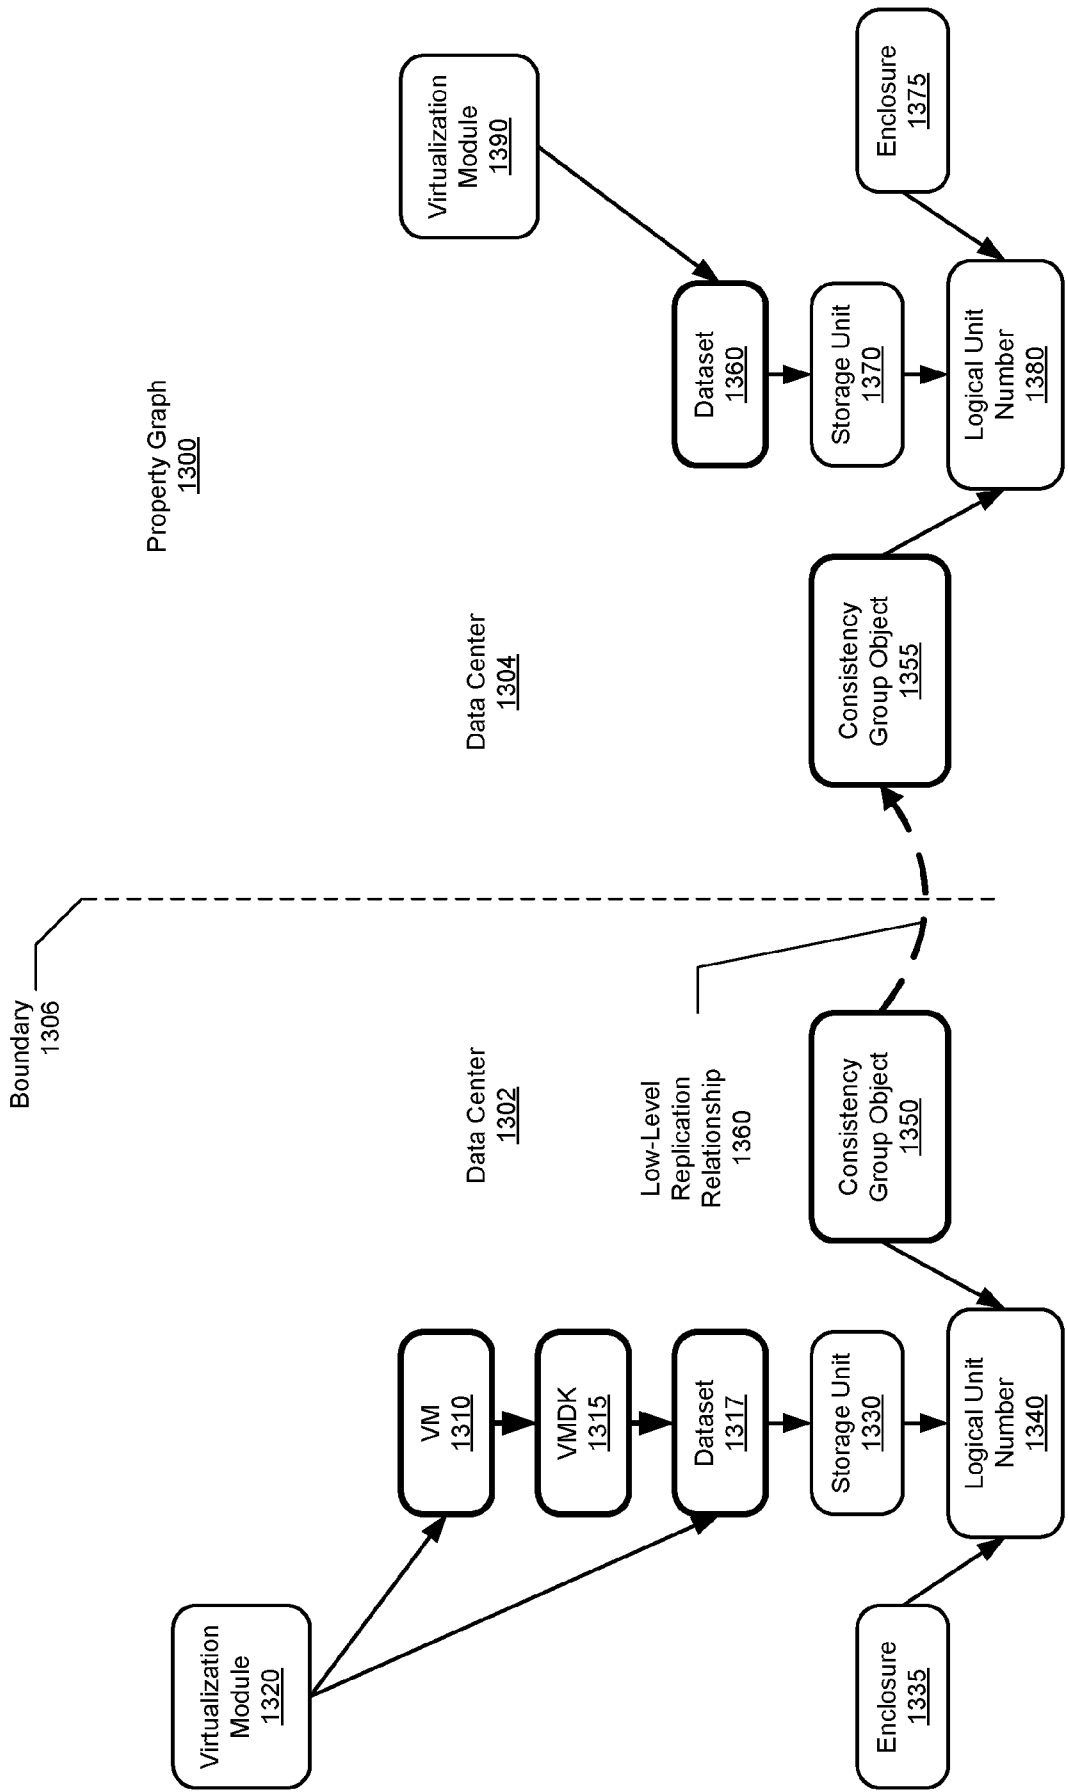 Boundary
1306
Property Graph
1300
Data Center
1302
Data Center
1304
Virtualization
Module
1320
VM
1310
VMDK
1315
Dataset
1317
Storage Unit
1330
Enclosure
1335
Logical Unit
Number
1340
Low-Level
Replication
Relationship
1360
Consistency
Group Object
1350
Consistency
Group Object
1355
Virtualization
Module
1390
Dataset
1360
Storage Unit
1370
Enclosure
1375
Logical Unit
Number
1380